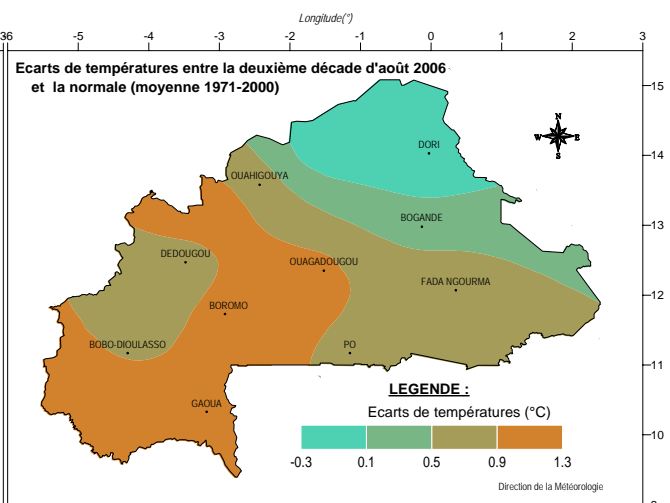 Longitude(°)
36 -5 -4 -3 -2 -1 0 1 2 3
Ecarts de températures entre la deuxième décade d'août 2006
et la normale (moyenne 1971-2000)
15
N
W E
S
DORI
14
OUAHIGOUYA
BOGANDE
13
DEDOUGOU
OUAGADOUGOU
FADA NGOURMA
12
BOROMO
BOBO-DIOULASSO
PO
11
LEGENDE :
GAOUA
Ecarts de températures (°C)
10
-0.3 0.1 0.5 0.9 1.3
Direction de la Météorologie